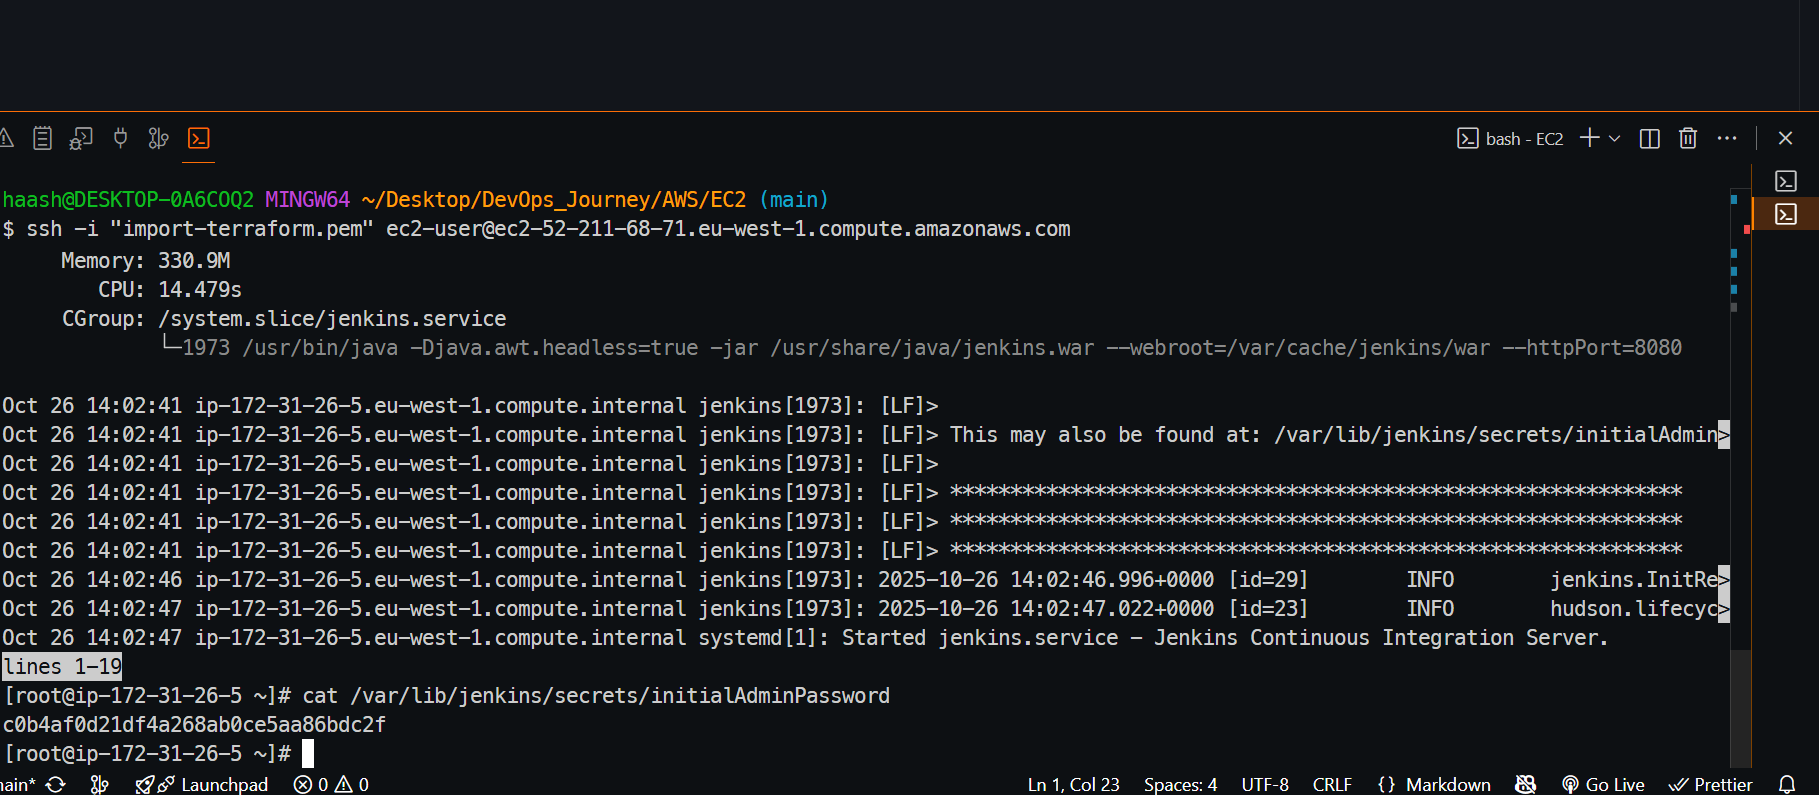 bash - EC2
haash@DESKTOP-0A6COQ2 MINGW64 ~/Desktop/DevOps_Journey/AWS/EC2 (main)
$ ssh -i "import-terraform.pem" ec2-user@ec2-52-211-68-71.eu-west-1.compute.amazonaws.com
Memory: 330.9M
CPU: 14.479s
CGroup: /system.slice/jenkins.service
└─1973 /usr/bin/java -Djava.awt.headless=true -jar /usr/share/java/jenkins.war --webroot=/var/cache/jenkins/war --httpPort=8080
Oct 26 14:02:41 ip-172-31-26-5.eu-west-1.compute.internal jenkins[1973]: [LF]>
Oct 26 14:02:41 ip-172-31-26-5.eu-west-1.compute.internal jenkins[1973]: [LF]> This may also be found at: /var/lib/jenkins/secrets/initialAdmin>
Oct 26 14:02:41 ip-172-31-26-5.eu-west-1.compute.internal jenkins[1973]: [LF]>
Oct 26 14:02:41 ip-172-31-26-5.eu-west-1.compute.internal jenkins[1973]: [LF]> *************************************************************
Oct 26 14:02:41 ip-172-31-26-5.eu-west-1.compute.internal jenkins[1973]: [LF]> *************************************************************
Oct 26 14:02:41 ip-172-31-26-5.eu-west-1.compute.internal jenkins[1973]: [LF]> *************************************************************
Oct 26 14:02:46 ip-172-31-26-5.eu-west-1.compute.internal jenkins[1973]: 2025-10-26 14:02:46.996+0000 [id=29]        INFO        jenkins.InitRe>
Oct 26 14:02:47 ip-172-31-26-5.eu-west-1.compute.internal jenkins[1973]: 2025-10-26 14:02:47.022+0000 [id=23]        INFO        hudson.lifecyc>
Oct 26 14:02:47 ip-172-31-26-5.eu-west-1.compute.internal systemd[1]: Started jenkins.service - Jenkins Continuous Integration Server.
lines 1-19
[root@ip-172-31-26-5 ~]# cat /var/lib/jenkins/secrets/initialAdminPassword
c0b4af0d21df4a268ab0ce5aa86bdc2f
[root@ip-172-31-26-5 ~]#
ain* Launchpad 0 0 Ln 1, Col 23 Spaces: 4 UTF-8 CRLF {} Markdown Go Live Prettier